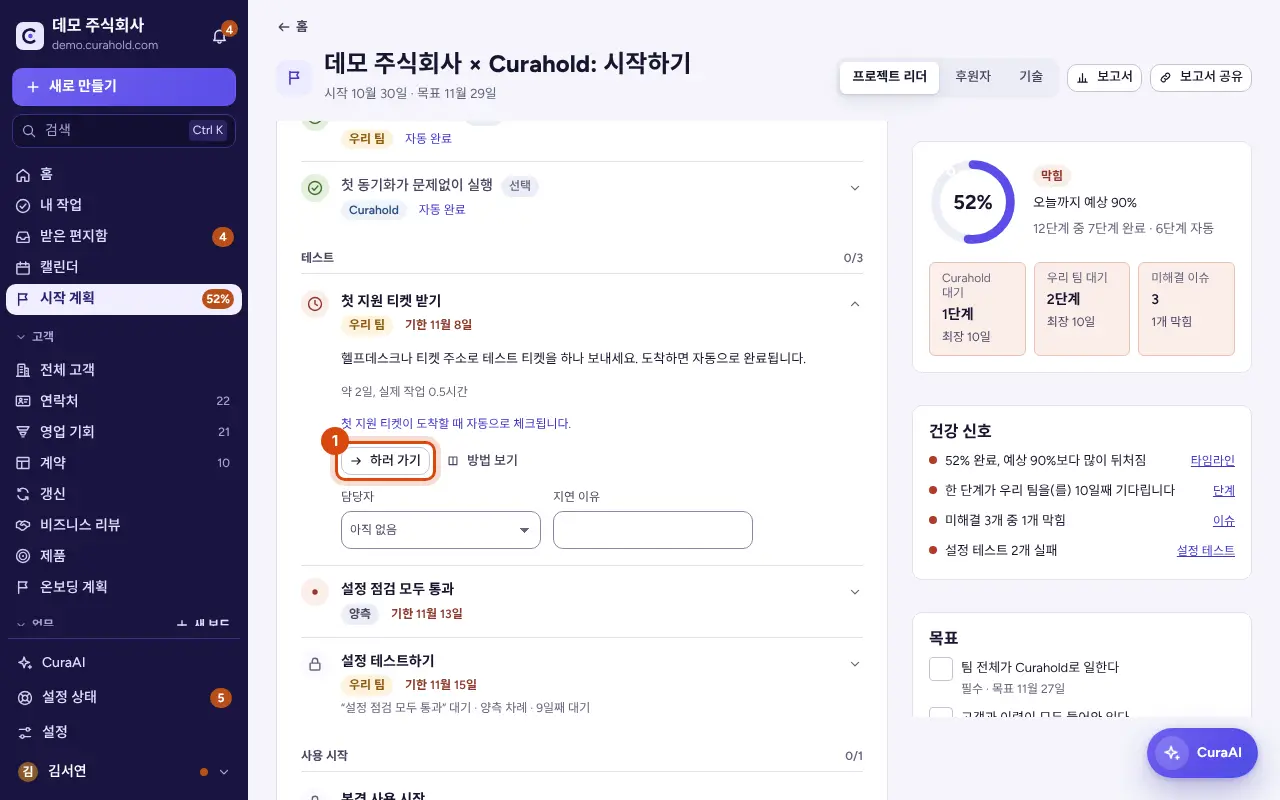 데모 주식회사
demo.curahold.com
4
새로 만들기
검색
Ctrl K
홈
내 작업
받은 편지함
4
캘린더
시작 계획
52%
고객
전체 고객
연락처
22
영업 기회
21
계약
10
갱신
비즈니스 리뷰
제품
온보딩 계획
업무
새 보드
CuraAI
설정 상태
5
설정
김
김서연
홈
데모 주식회사 × Curahold: 시작하기
시작 10월 30일 · 목표 11월 29일
프로젝트 리더
후원자
기술
보고서
보고서 공유
우리 팀
자동 완료
첫 동기화가 문제없이 실행
선택
Curahold
자동 완료
테스트
0/3
첫 지원 티켓 받기
우리 팀
기한 11월 8일
헬프데스크나 티켓 주소로 테스트 티켓을 하나 보내세요. 도착하면 자동으로 완료됩니다.
약 2일, 실제 작업 0.5시간
첫 지원 티켓이 도착할 때 자동으로 체크됩니다.
1
하러 가기
방법 보기
담당자
지연 이유
아직 없음
설정 점검 모두 통과
양측
기한 11월 13일
설정 테스트하기
우리 팀
기한 11월 15일
“설정 점검 모두 통과” 대기 · 양측 차례 · 9일째 대기
사용 시작
0/1
본격 사용 시작
52%
막힘
오늘까지 예상 90%
12단계 중 7단계 완료 · 6단계 자동
Curahold
대기
1단계
최장 10일
우리 팀 대기
2단계
최장 10일
미해결 이슈
3
1개 막힘
건강 신호
52% 완료, 예상 90%보다 많이 뒤처짐
타임라인
한 단계가 우리 팀을(를) 10일째 기다립니다
단계
미해결 3개 중 1개 막힘
이슈
설정 테스트 2개 실패
설정 테스트
목표
팀 전체가 Curahold로 일한다
필수 · 목표 11월 27일
고객과 이력이 모두 들어와 있다
CuraAI